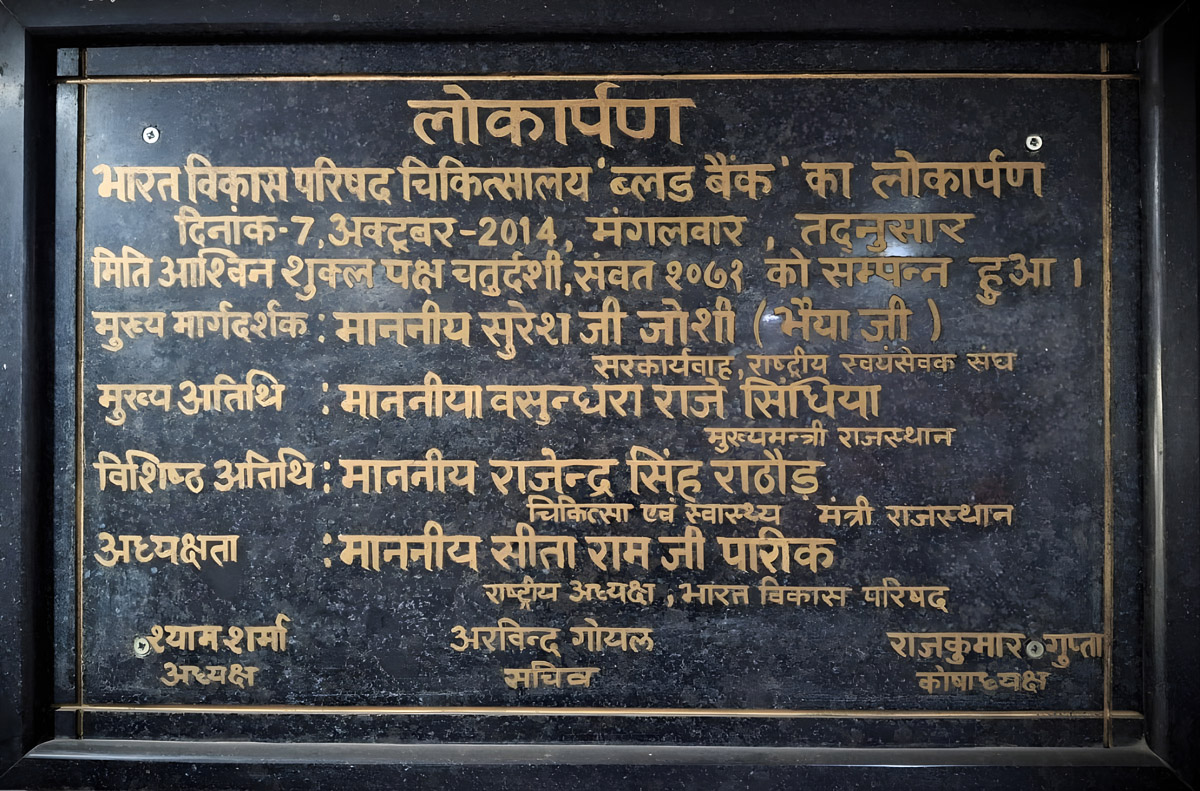 लोकार्पण
भारत विकास परिषद चिकित्सालय 'ब्लड बैंक' का लोकार्पण
दिनांक-7,अक्टूबर-2014, मंगलवार , तद्नुसार
मिति आश्विन शुक्ल पक्ष चतुर्दशी,संवत २०७१ को सम्पन्न हुआ ।
मुख्य मार्गदर्शक : माननीय सुरेश जी जोशी ( भैया जी )
सरकार्यवाह,राष्ट्रीय स्वयंसेवक संघ
मुख्य अतिथि : माननीया वसुन्धरा राजे सिंधिया
मुख्यमन्त्री राजस्थान
विशिष्ठ अतिथि : माननीय राजेन्द्र सिंह राठौड़
चिकित्सा एवं स्वास्थ्य मंत्री राजस्थान
अध्यक्षता : माननीय सीता राम जी पारीक
राष्ट्रीय अध्यक्ष ,भारत विकास परिषद
श्याम शर्मा अरविन्द गोयल राजकुमार गुप्ता
अध्यक्ष सचिव कोषाध्यक्ष